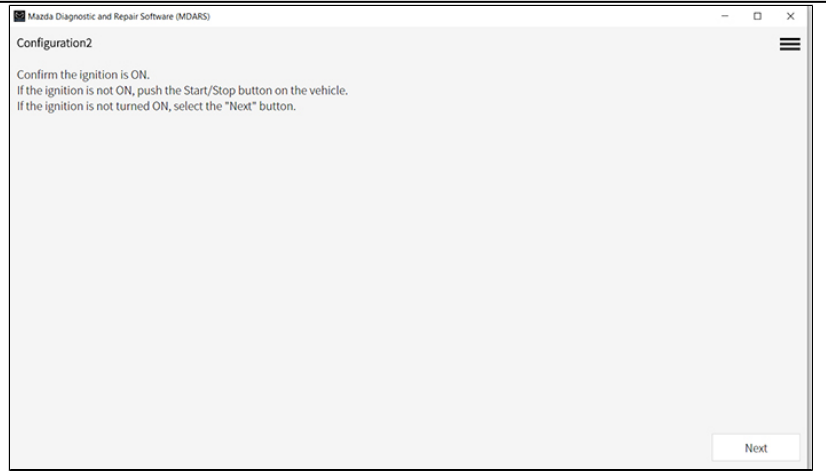 Mazda Diagnostic and Repair Software (MDARS)
Configuration2
Confirm the ignition is ON.
If the ignition is not ON, push the Start/Stop button on the vehicle.
If the ignition is not turned ON, select the "Next" button.
Next